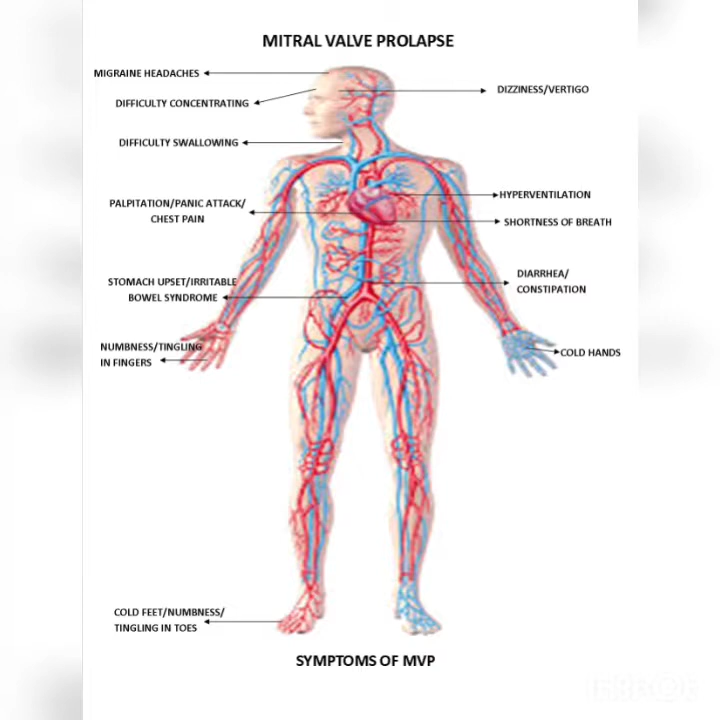 MITRAL VALVE PROLAPSE
MIGRAINE HEADACHES
DIZZINESS/VERTIGO
DIFFICULTY CONCENTRATING
DIFFICULTY SWALLOWING
HYPERVENTILATION
PALPITATION/PANIC ATTACK/
CHEST PAIN
SHORTNESS OF BREATH
DIARRHEA/
CONSTIPATION
STOMACH UPSET/IRRITABLE
BOWEL SYNDROME
NUMBNESS/TINGLING
IN FINGERS
COLD HANDS
COLD FEET/NUMBNESS/
TINGLING IN TOES
SYMPTOMS OF MVP